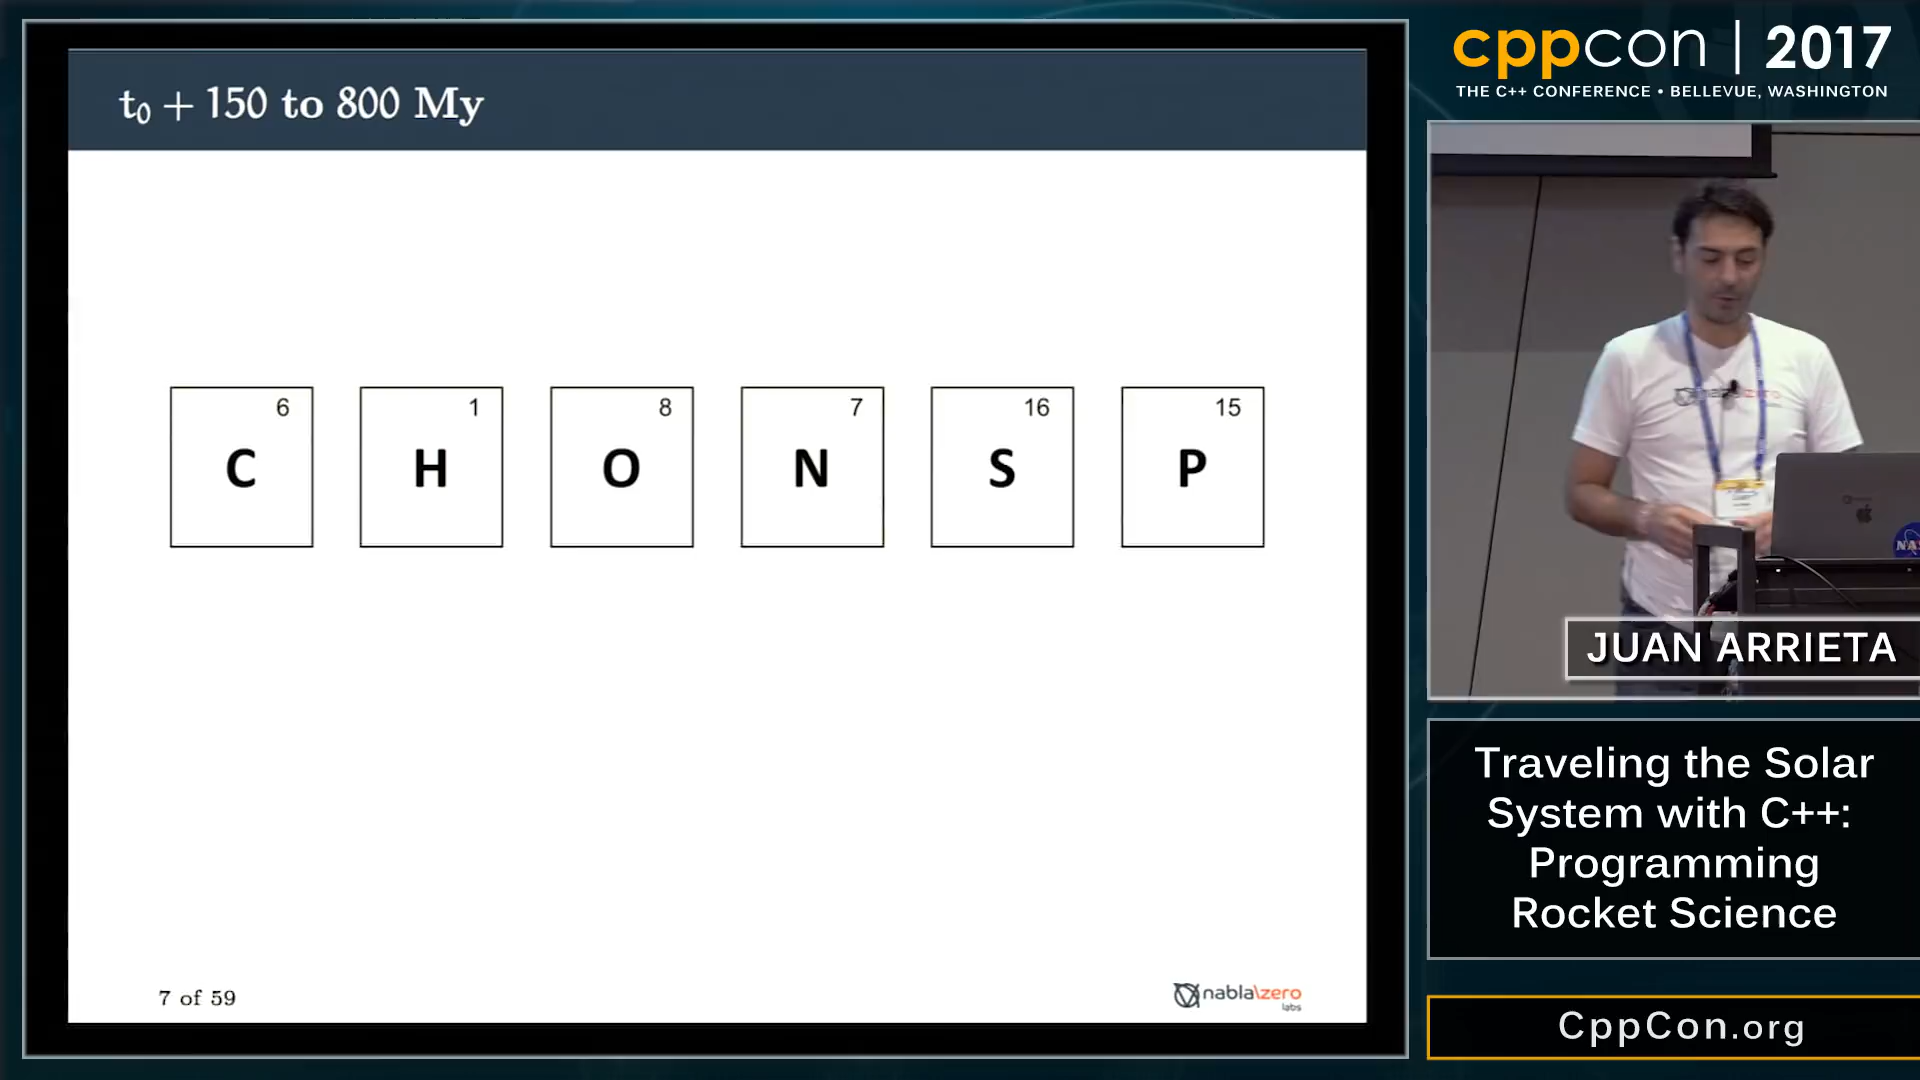 t₀ + 150 to 800 My
6 1 8 7 16 15
C H O N S P
7 of 59
nabla\zero
labs
cppcon | 2017
THE C++ CONFERENCE • BELLEVUE, WASHINGTON
JUAN ARRIETA
Traveling the Solar
System with C++:
Programming
Rocket Science
CppCon.org